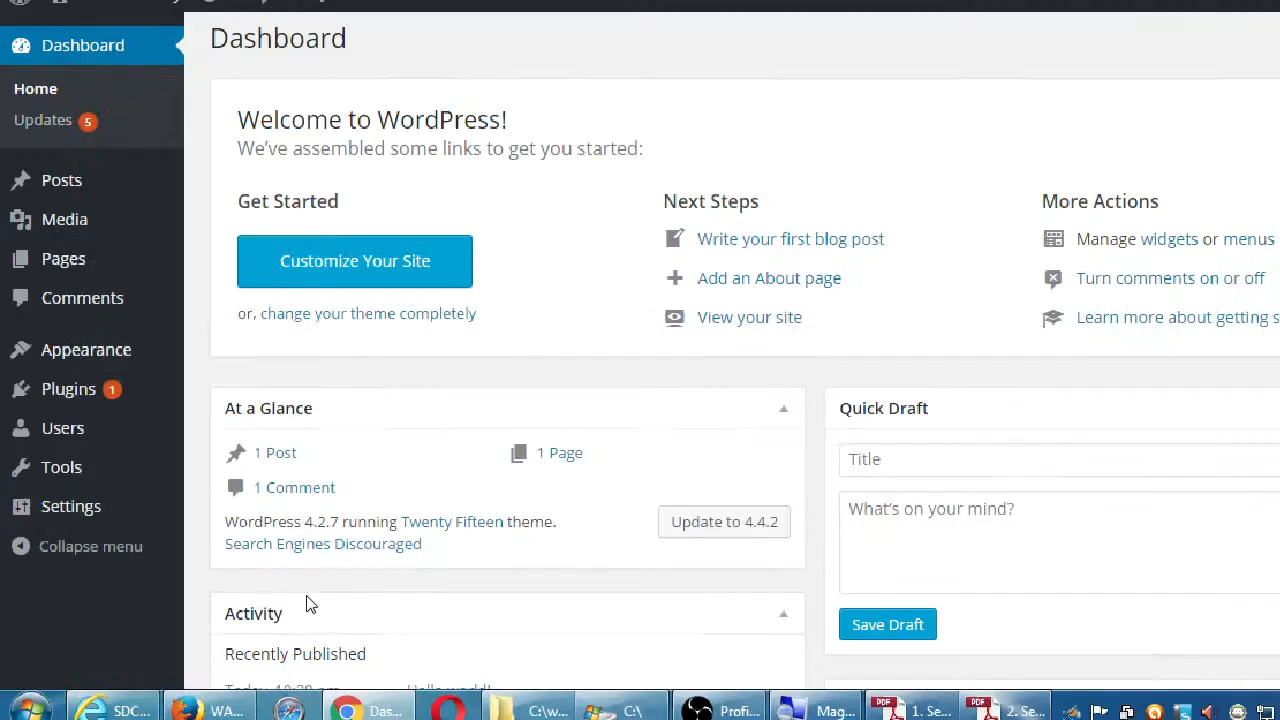 Dashboard
Dashboard
Home
Updates 5
Posts
Media
Pages
Comments
Appearance
Plugins 1
Users
Tools
Settings
Collapse menu
Welcome to WordPress!
We've assembled some links to get you started:
Get Started
Customize Your Site
or, change your theme completely
Next Steps
Write your first blog post
Add an About page
View your site
More Actions
Manage widgets or menus
Turn comments on or off
Learn more about getting s
At a Glance
1 Post
1 Page
1 Comment
WordPress 4.2.7 running Twenty Fifteen theme.
Update to 4.4.2
Search Engines Discouraged
Quick Draft
Title
What's on your mind?
Save Draft
Activity
Recently Published
SDC... WA... Das... C:\w... C:\ Profi... Mag... PDF 1. Se... PDF 2. Se...